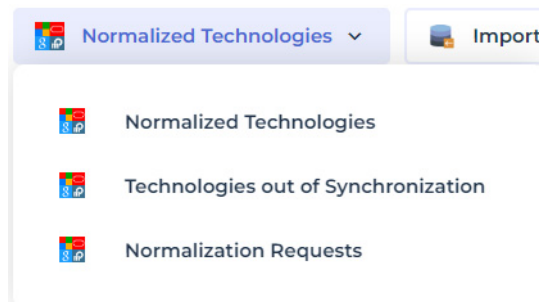 Normalized Technologies
Import
Normalized Technologies
Technologies out of Synchronization
Normalization Requests